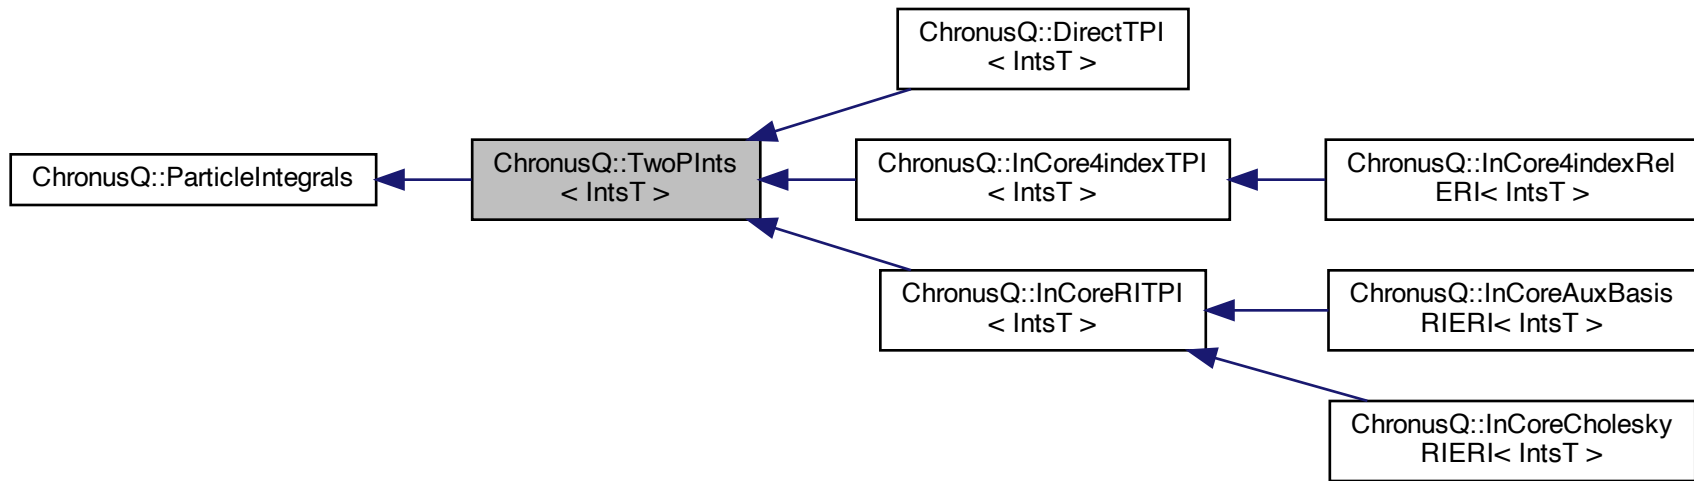 ChronusQ::ParticleIntegrals
ChronusQ::TwoPInts
< IntsT >
ChronusQ::DirectTPI
< IntsT >
ChronusQ::InCore4indexTPI
< IntsT >
ChronusQ::InCoreRITPI
< IntsT >
ChronusQ::InCore4indexRel
ERI< IntsT >
ChronusQ::InCoreAuxBasis
RIERI< IntsT >
ChronusQ::InCoreCholesky
RIERI< IntsT >